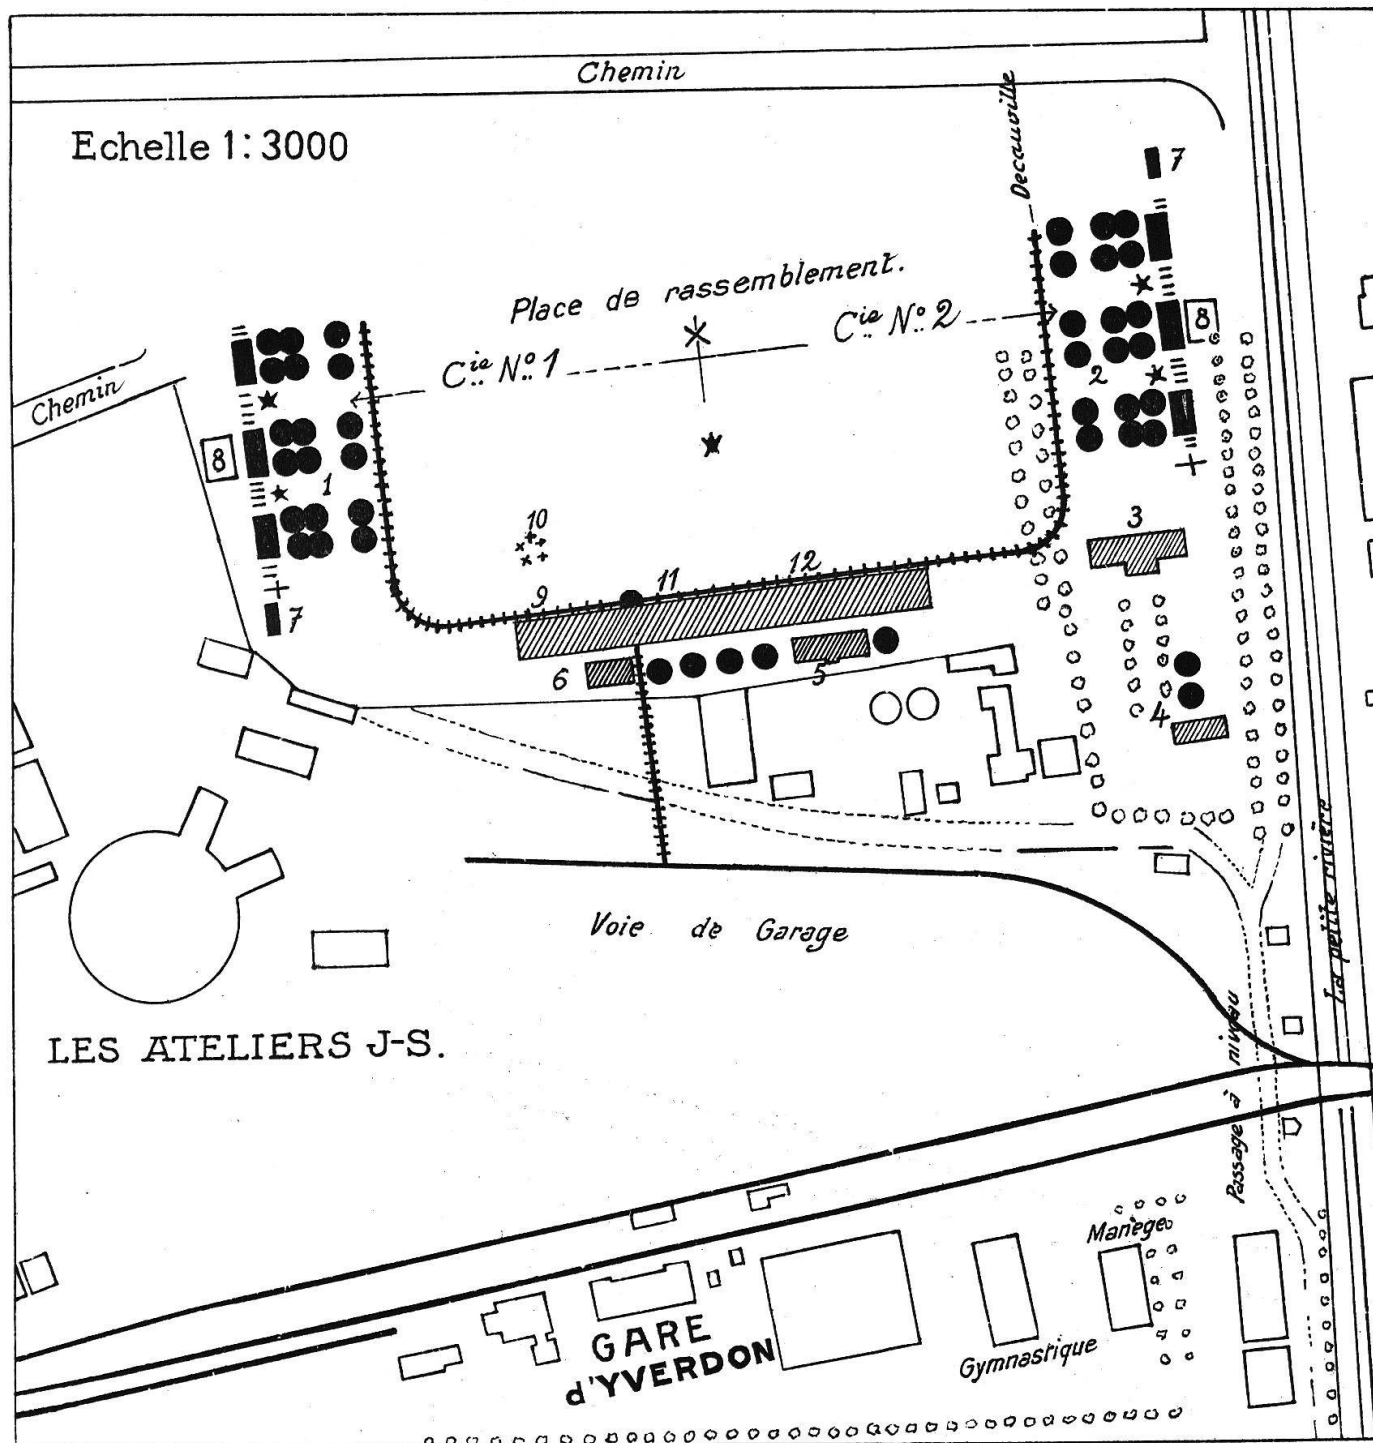 Chemin
Decauville
Echelle 1:3000
7
Place de rassemblement.
Cie No 2
8
Cie No 1
Chemin
2
8
1
10
3
12
11
9
7
6
5
4
Voie de Garage
La petite rivière
LES ATELIERS J-S.
Passage à niveau
Manège
GARE
d'YVERDON
Gymnastique